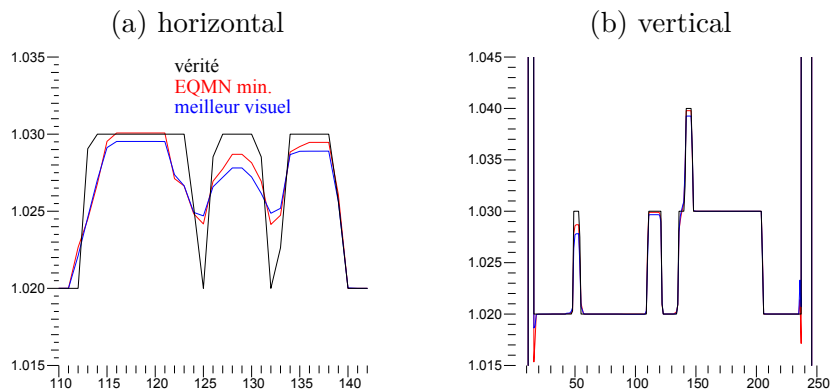 (a) horizontal
1.035
1.030
1.025
1.020
1.015
vérité
EQMN min.
meilleur visuel
110 115 120 125 130 135 140
(b) vertical
1.045
1.040
1.035
1.030
1.025
1.020
1.015
50 100 150 200 250